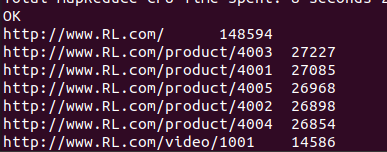 Total MapReduce CPU Time Spent: 8 seconds
OK
http://www.RL.com/ 148594
http://www.RL.com/product/4003 27227
http://www.RL.com/product/4001 27085
http://www.RL.com/product/4005 26968
http://www.RL.com/product/4002 26898
http://www.RL.com/product/4004 26854
http://www.RL.com/video/1001 14586